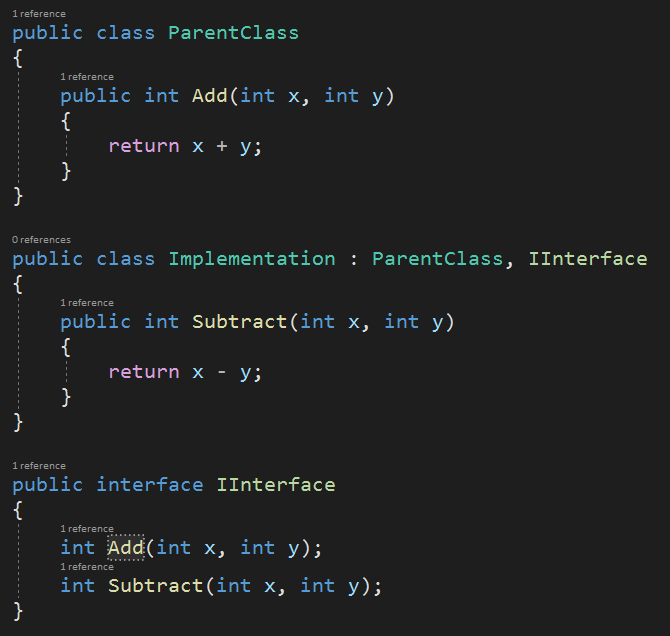 1 reference
public class ParentClass
{
1 reference
public int Add(int x, int y)
{
return x + y;
}
}
0 references
public class Implementation : ParentClass, IInterface
{
1 reference
public int Subtract(int x, int y)
{
return x - y;
}
}
1 reference
public interface IInterface
{
1 reference
int Add(int x, int y);
1 reference
int Subtract(int x, int y);
}